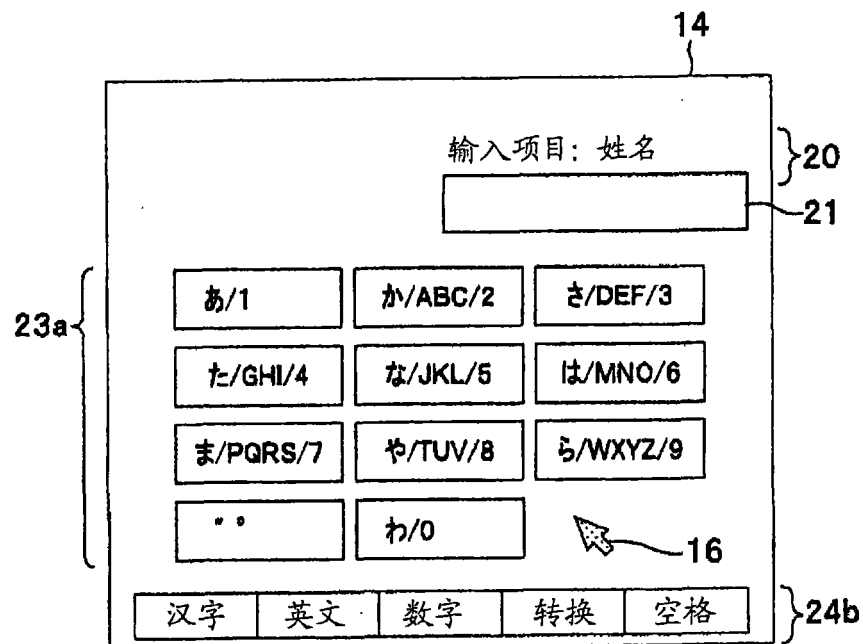 14
输入项目: 姓名
20
21
23a
あ/1 か/ABC/2 さ/DEF/3
た/GHI/4 な/JKL/5 は/MNO/6
ま/PQRS/7 や/TUV/8 ら/WXYZ/9
゛゜ わ/0
16
汉字 英文 数字 转换 空格
24b